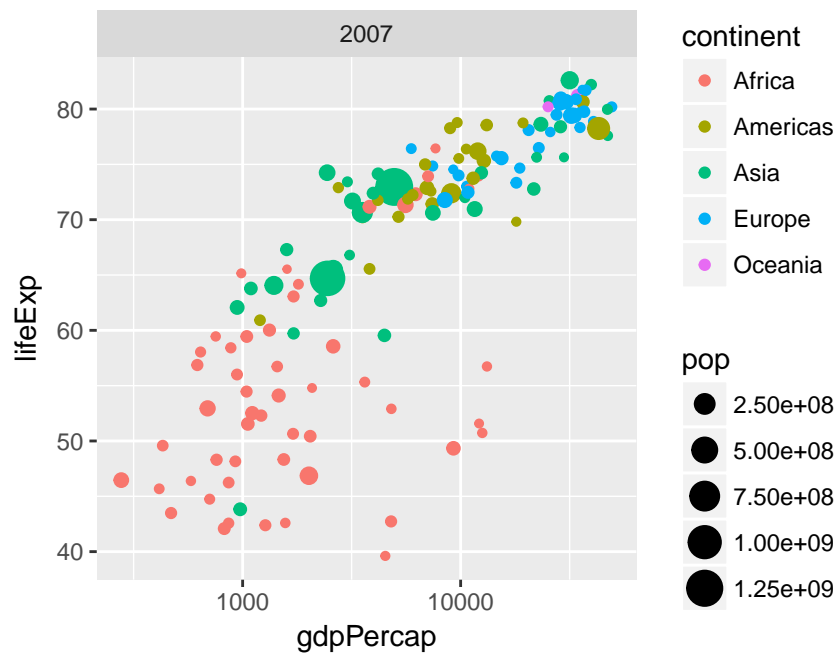 2007
80
70
60
50
40
lifeExp
1000
10000
gdpPercap
continent
Africa
Americas
Asia
Europe
Oceania
pop
2.50e+08
5.00e+08
7.50e+08
1.00e+09
1.25e+09